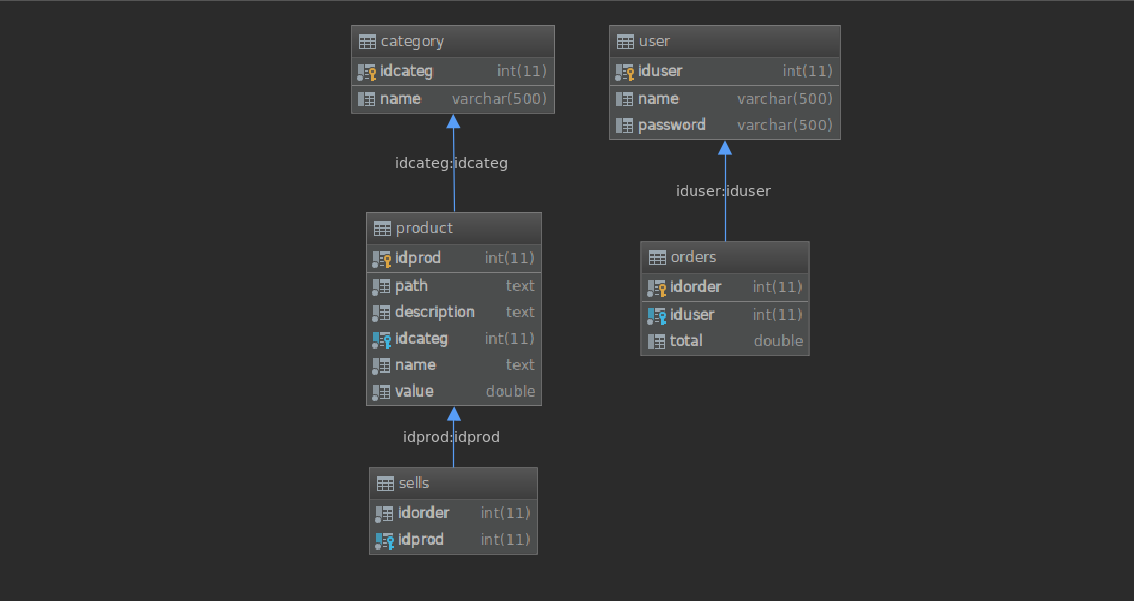 category
idcateg int(11)
name varchar(500)
user
iduser int(11)
name varchar(500)
password varchar(500)
idcateg:idcateg
iduser:iduser
product
idprod int(11)
path text
description text
idcateg int(11)
name text
value double
orders
idorder int(11)
iduser int(11)
total double
idprod:idprod
sells
idorder int(11)
idprod int(11)